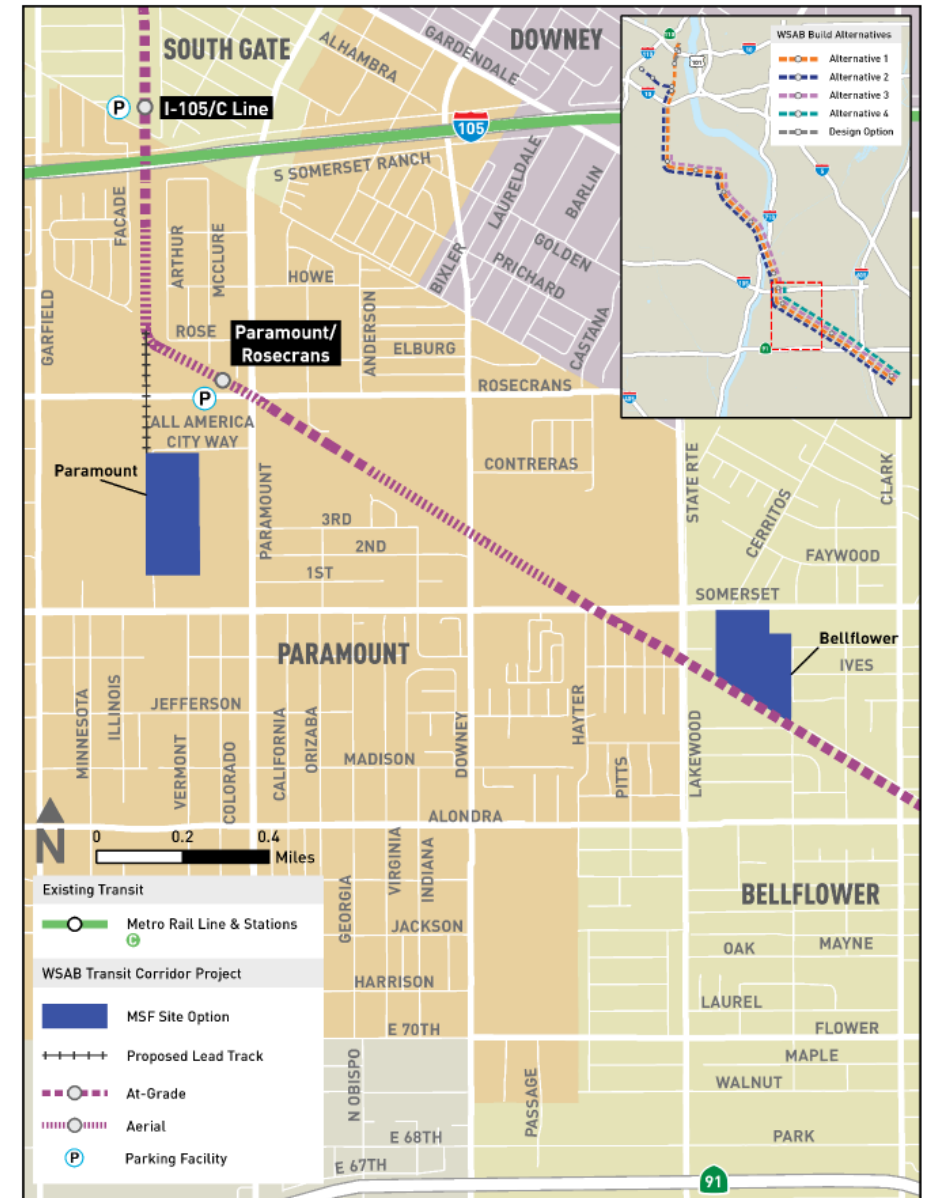 SOUTH GATE
ALHAMBRA
GARDENDALE
DOWNEY
P
I-105/C Line
105
S SOMERSET RANCH
LAURELDALE
BARLIN
FACADE
ARTHUR
MCCLURE
HOWE
BIXLER
GOLDEN
PRICHARD
GARFIELD
ROSE
Paramount/
Rosecrans
ANDERSON
ELBURG
CASTANA
ROSECRANS
P
ALL AMERICA
CITY WAY
Paramount
PARAMOUNT
CONTRERAS
STATE RTE
CERRITOS
CLARK
3RD
2ND
1ST
FAYWOOD
SOMERSET
Bellflower
IVES
PARAMOUNT
MINNESOTA
ILLINOIS
JEFFERSON
VERMONT
COLORADO
CALIFORNIA
ORIZABA
MADISON
DOWNEY
HAYTER
PITTS
LAKEWOOD
ALONDRA
N
0 0.2 0.4
Miles
GEORGIA
VIRGINIA
INDIANA
JACKSON
HARRISON
E 70TH
BELLFLOWER
OAK
MAYNE
LAUREL
FLOWER
MAPLE
WALNUT
N OBISPO
PASSAGE
E 68TH
E 67TH
PARK
91
Existing Transit
Metro Rail Line & Stations
C
WSAB Transit Corridor Project
MSF Site Option
Proposed Lead Track
At-Grade
Aerial
P Parking Facility
WSAB Build Alternatives
Alternative 1
Alternative 2
Alternative 3
Alternative 4
Design Option
101